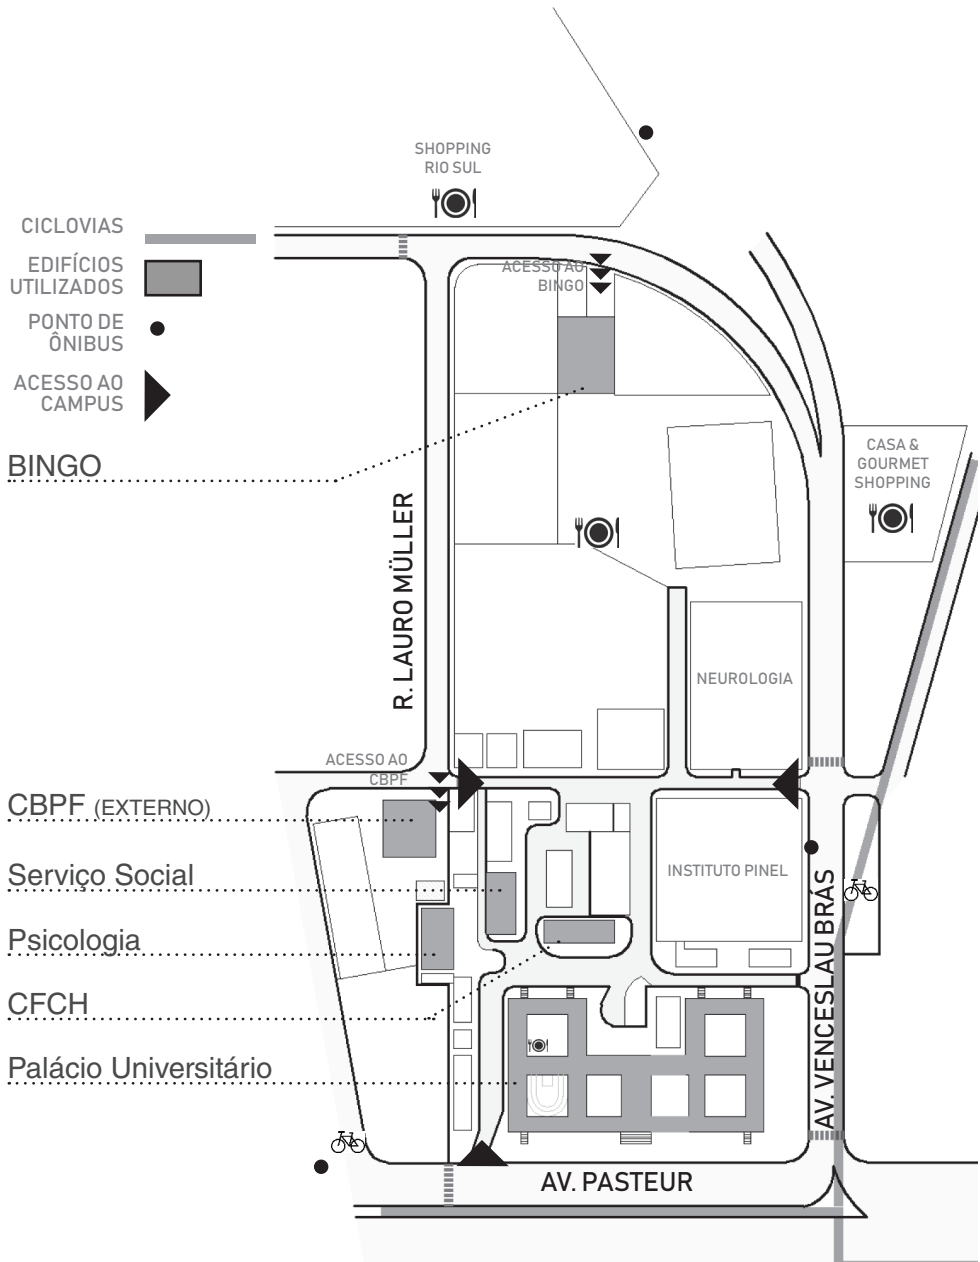 SHOPPING
RIO SUL
CICLOVIAS
EDIFÍCIOS
UTILIZADOS
PONTO DE
ÔNIBUS
ACESSO AO
CAMPUS
ACESSO AO
BINGO
BINGO
CASA &
GOURMET
SHOPPING
R. LAURO MÜLLER
NEUROLOGIA
ACESSO AO
CBPF
CBPF (EXTERNO)
Serviço Social
INSTITUTO PINEL
Psicologia
CFCH
Palácio Universitário
AV. VENCESLAU BRÁS
AV. PASTEUR